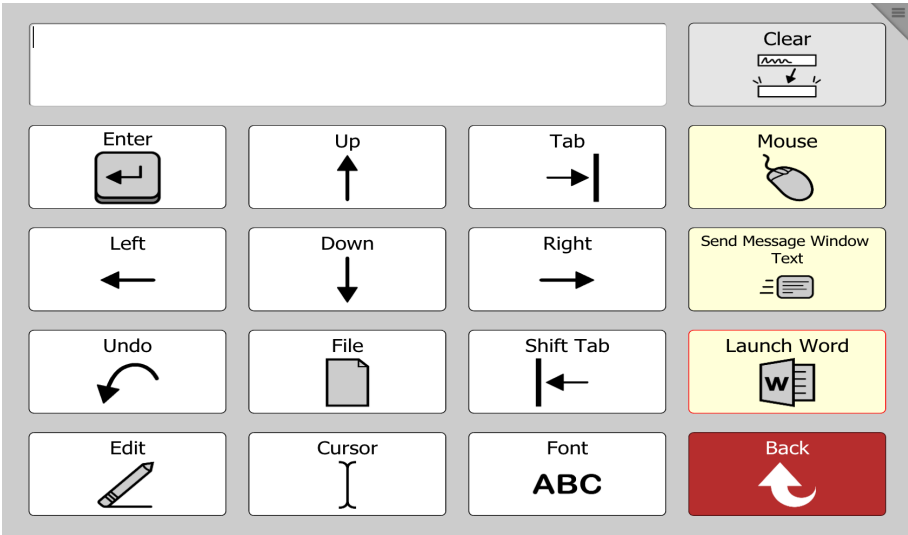 Clear
Enter
Up
Tab
Mouse
Left
Down
Right
Send Message Window
Text
Undo
File
Shift Tab
Launch Word
W
Edit
Cursor
Font
ABC
Back